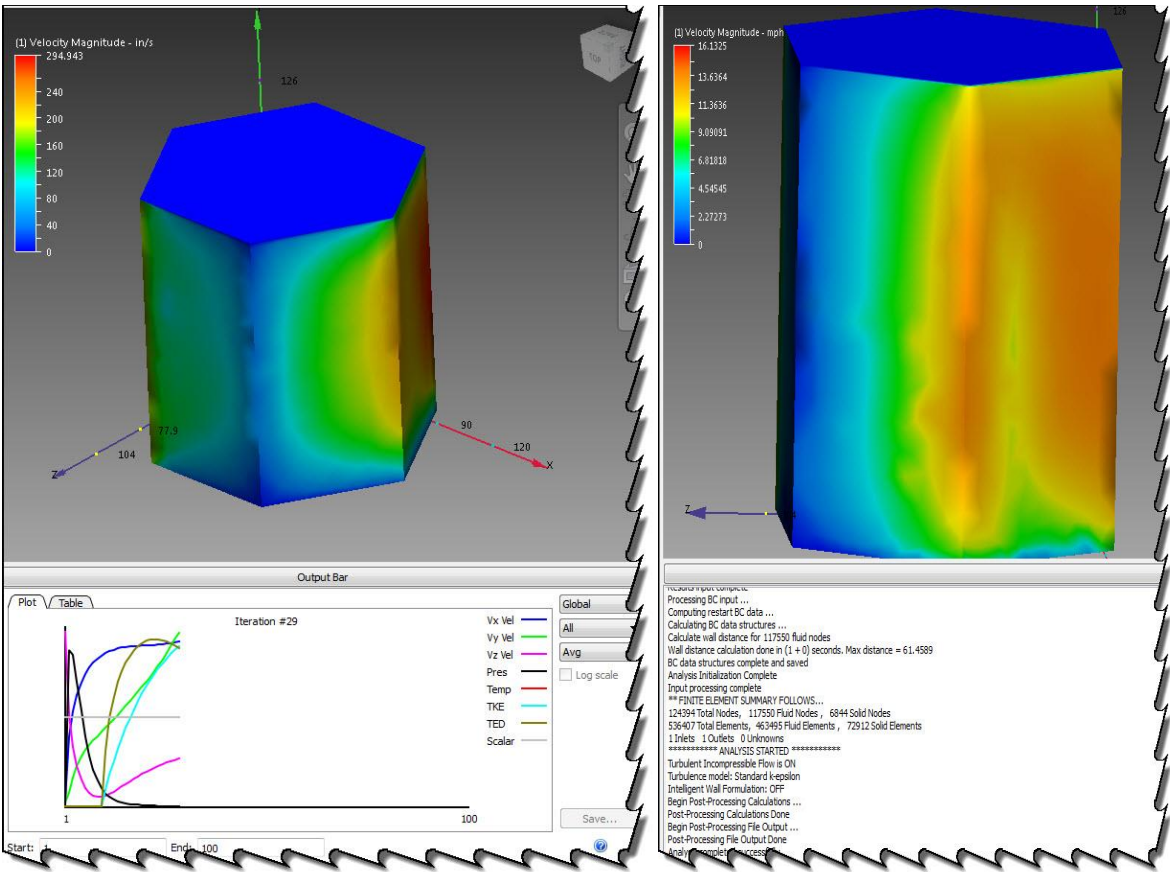 (1) Velocity Magnitude - in/s
294.943
240
200
160
120
80
40
0
126
TOP
77.9
104
Z
90
120
X
Output Bar
Plot
Table
Iteration #29
Vx Vel
Vy Vel
Vz Vel
Pres
Temp
TKE
TED
Scalar
1
100
Global
All
Avg
Log scale
Save...
Start: 1
End: 100
(1) Velocity Magnitude - mph
16.1325
13.6364
11.3636
9.09091
6.81818
4.54545
2.27273
0
126
Z
Results input complete
Processing BC input ...
Computing restart BC data ...
Calculating BC data structures ...
Calculate wall distance for 117550 fluid nodes
Wall distance calculation done in (1 + 0) seconds. Max distance = 61.4589
BC data structures complete and saved
Analysis Initialization Complete
Input processing complete
** FINITE ELEMENT SUMMARY FOLLOWS...
124394 Total Nodes, 117550 Fluid Nodes , 6844 Solid Nodes
536407 Total Elements, 463495 Fluid Elements , 72912 Solid Elements
1 Inlets 1 Outlets 0 Unknowns
*********** ANALYSIS STARTED ***********
Turbulent Incompressible Flow is ON
Turbulence model: Standard k-epsilon
Intelligent Wall Formulation: OFF
Begin Post-Processing Calculations ...
Post-Processing Calculations Done
Begin Post-Processing File Output ...
Post-Processing File Output Done